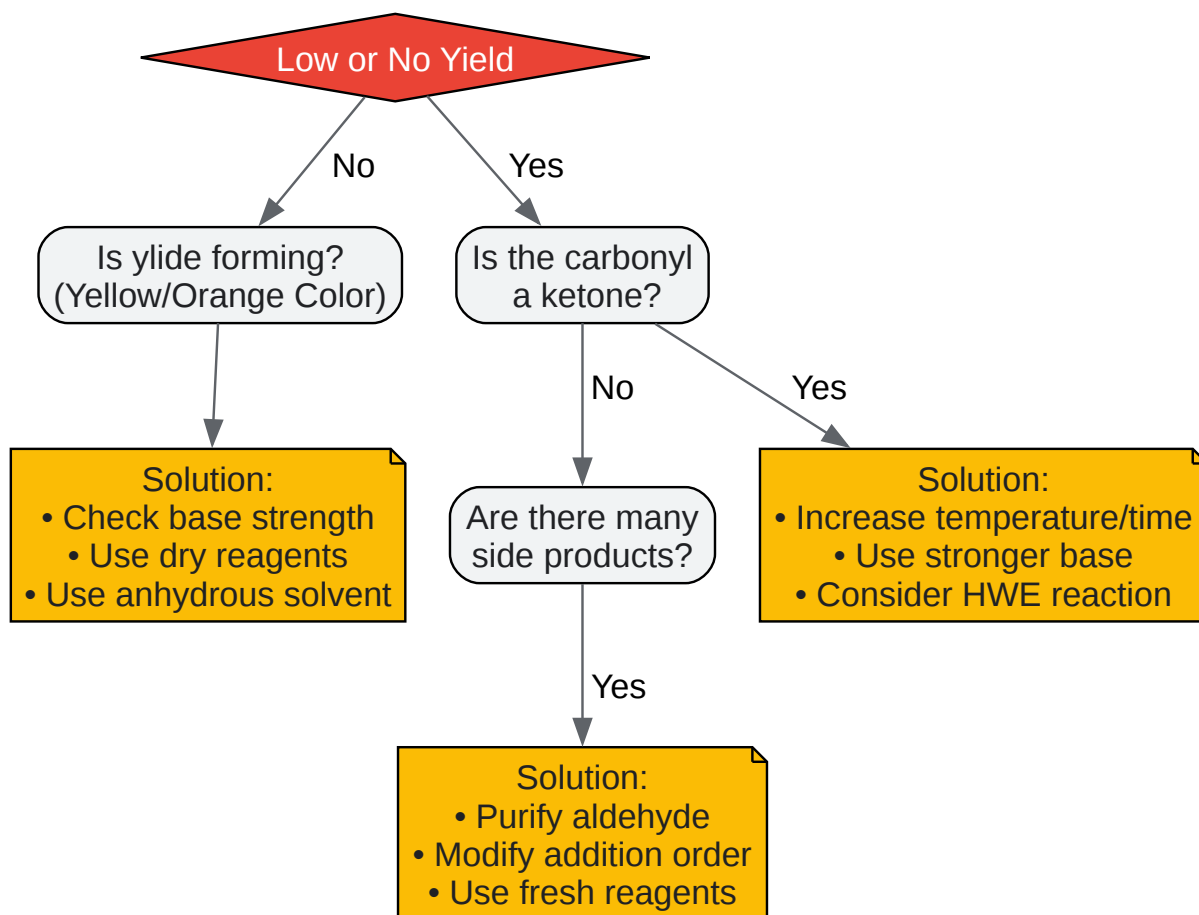 Low or No Yield
No
Yes
Is ylide forming?
(Yellow/Orange Color)
Is the carbonyl
a ketone?
No
Yes
Solution:
• Check base strength
• Use dry reagents
• Use anhydrous solvent
Are there many
side products?
Solution:
• Increase temperature/time
• Use stronger base
• Consider HWE reaction
Yes
Solution:
• Purify aldehyde
• Modify addition order
• Use fresh reagents